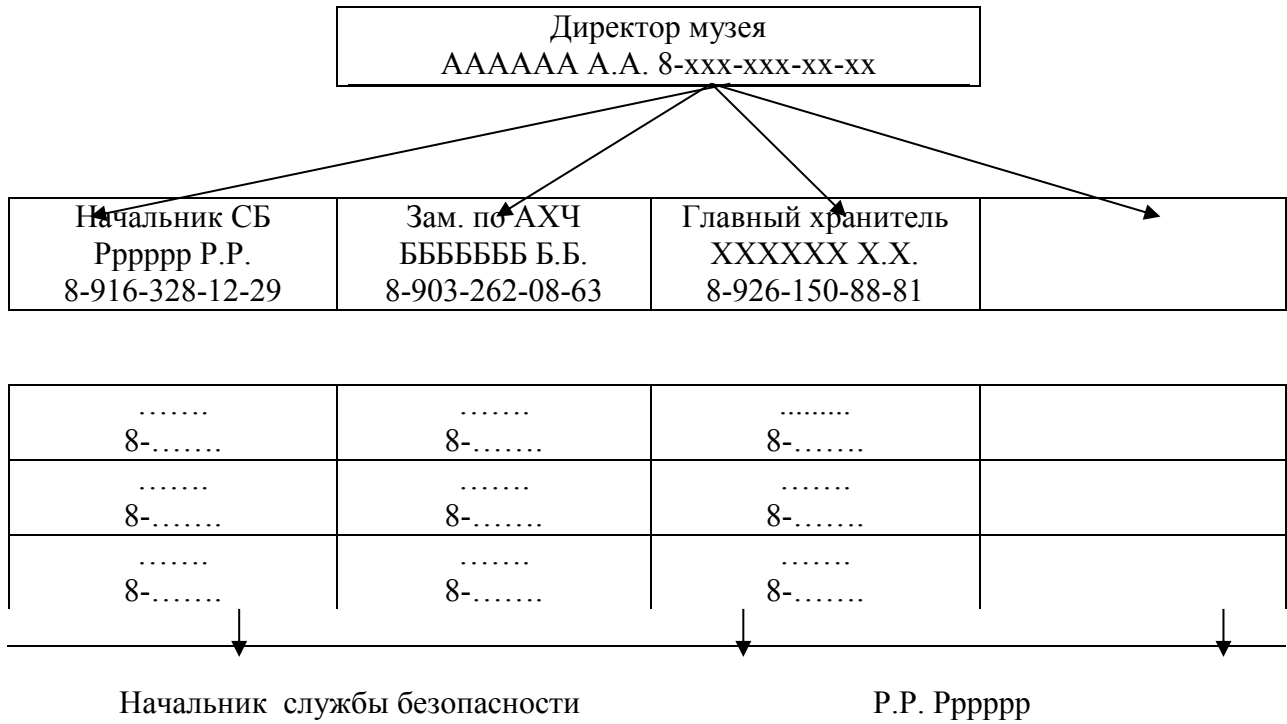 Директор музея
АААААА А.А. 8-xxx-xxx-xx-xx
Начальник СБ
Рррррр Р.Р.
8-916-328-12-29
Зам. по АХЧ
БББББББ Б.Б.
8-903-262-08-63
Главный хранитель
ХХХХХХ Х.Х.
8-926-150-88-81
…….
8-…….
…….
8-…….
.........
8-…….
…….
8-…….
…….
8-…….
…….
8-…….
…….
8-…….
…….
8-…….
…….
8-…….
Начальник службы безопасности Р.Р. Рррррр